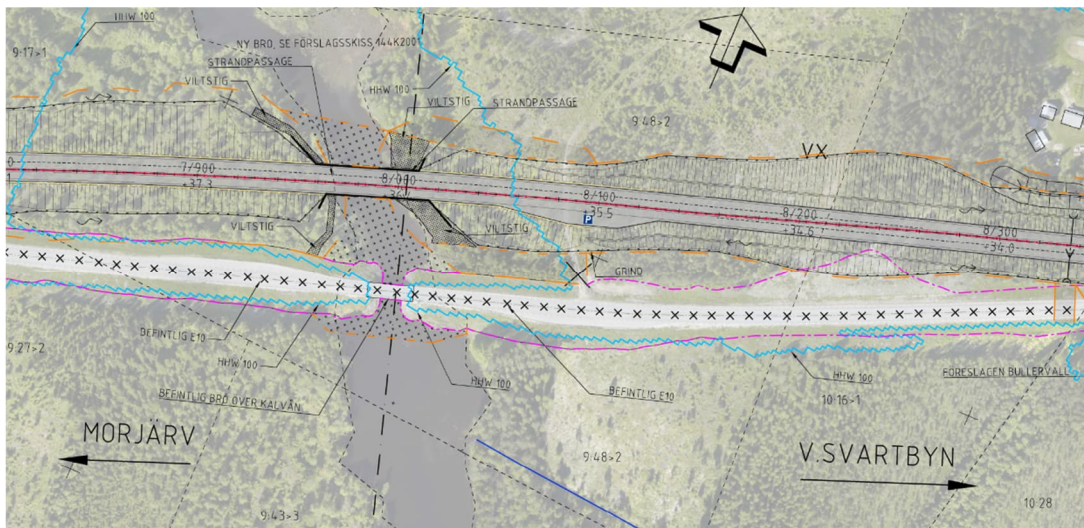 HHW 100
9:17>1
NY BRO, SE FÖRSLAGSSKISS 144K2001
STRANDPASSAGE
HHW 100
VILTSTIG
VILTSTIG
STRANDPASSAGE
9:48>2
VX
7/900
+37.3
8/000
8/100
+35.5
P
8/200
+34.6
8/300
+34.0
VILTSTIG
VILTSTIG
GRIND
BEFINTLIG E10
9:27>2
HHW 100
HHW 100
BEFINTLIG BRO ÖVER KALVÅN
BEFINTLIG E10
HHW 100
FÖRESLAGEN BULLERVALL
10:16>1
MORJÄRV
9:48>2
V.SVARTBYN
9:43>3
10:28